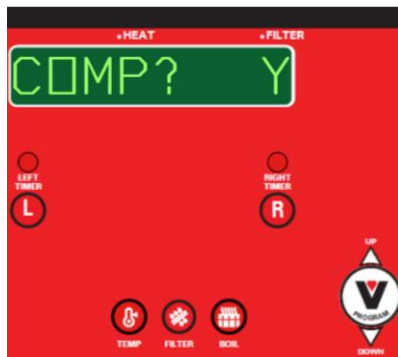 •HEAT •FILTER
COMP? Y
LEFT TIMER RIGHT TIMER
L R
UP
V
PROGRAM
TEMP FILTER BOIL
DOWN